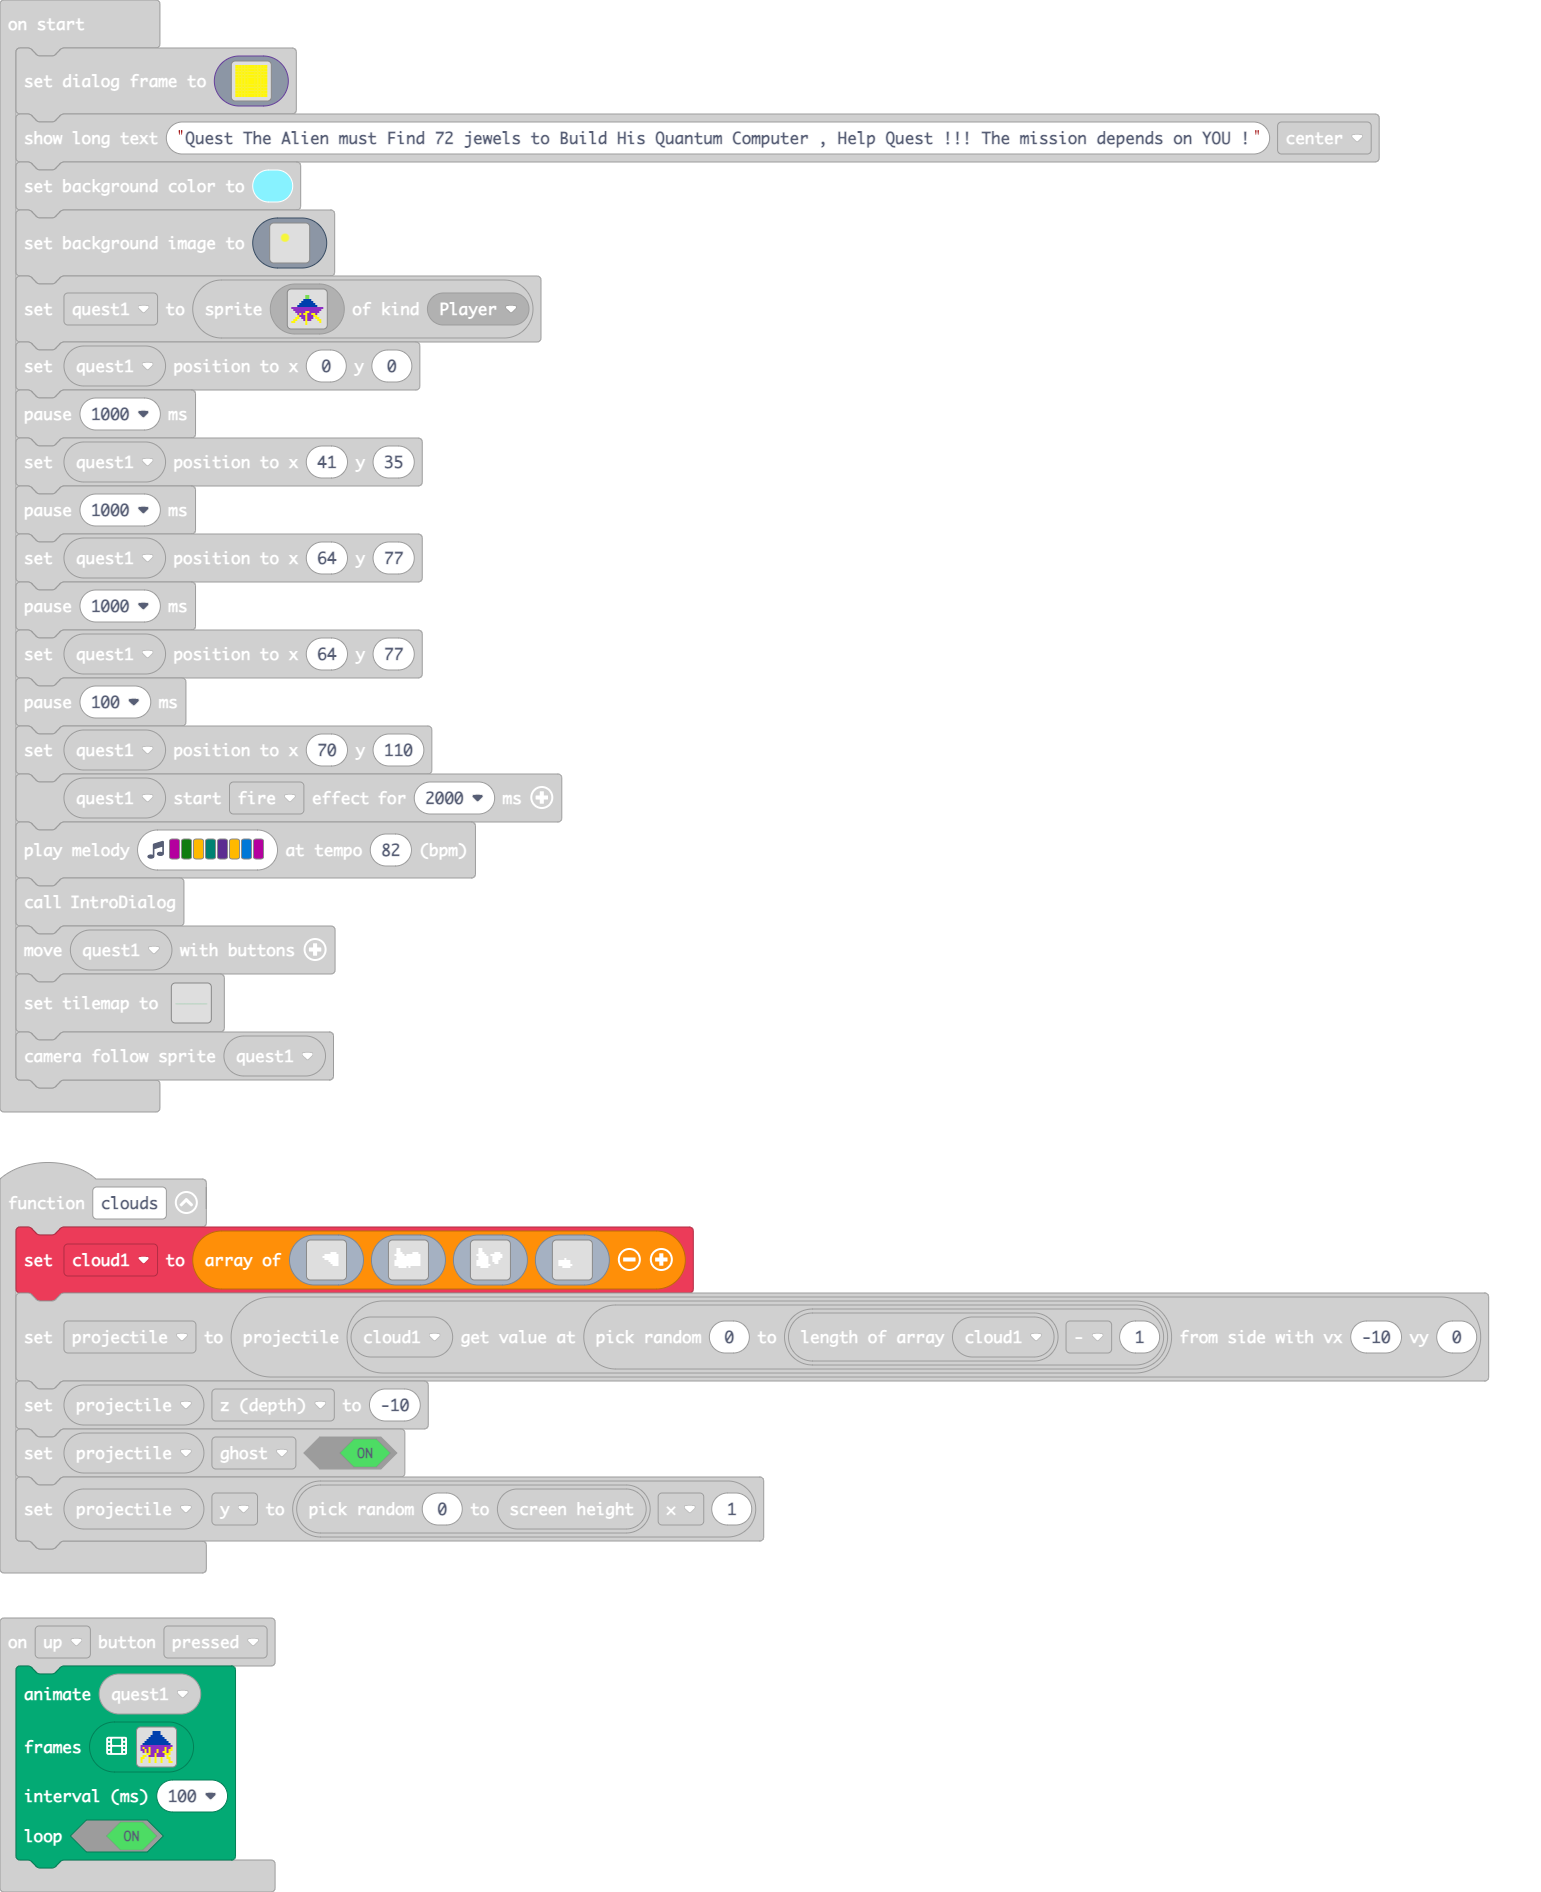 on start
set dialog frame to
show long text "Quest The Alien must Find 72 jewels to Build His Quantum Computer , Help Quest !!! The mission depends on YOU !" center
set background color to
set background image to
set quest1 to sprite of kind Player
set quest1 position to x 0 y 0
pause 1000 ms
set quest1 position to x 41 y 35
pause 1000 ms
set quest1 position to x 64 y 77
pause 1000 ms
set quest1 position to x 64 y 77
pause 100 ms
set quest1 position to x 70 y 110
quest1 start fire effect for 2000 ms
play melody at tempo 82 (bpm)
call IntroDialog
move quest1 with buttons
set tilemap to
camera follow sprite quest1
function clouds
set cloud1 to array of
set projectile to projectile cloud1 get value at pick random 0 to length of array cloud1 - 1 from side with vx -10 vy 0
set projectile z (depth) to -10
set projectile ghost ON
set projectile y to pick random 0 to screen height x 1
on up button pressed
animate quest1
frames
interval (ms) 100
loop ON